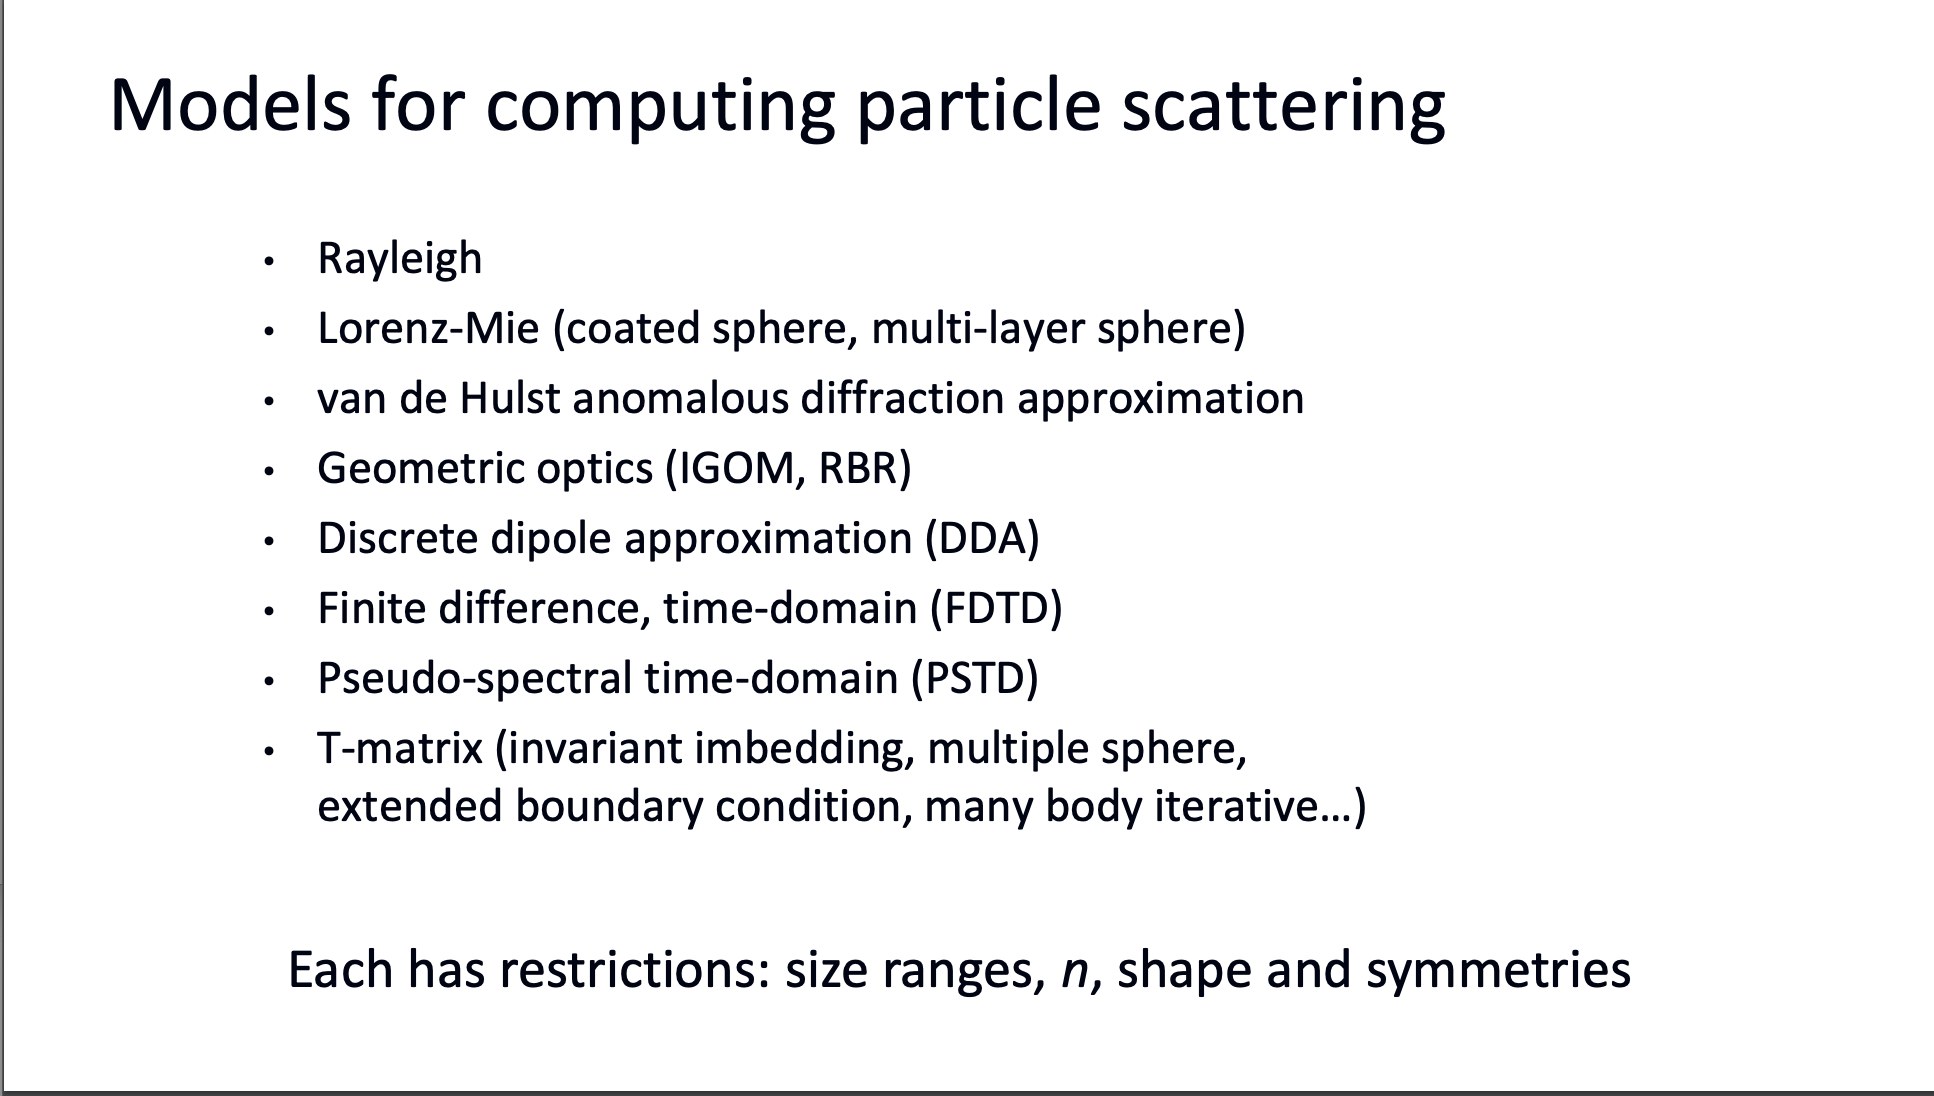 Models for computing particle scattering
• Rayleigh
• Lorenz-Mie (coated sphere, multi-layer sphere)
• van de Hulst anomalous diffraction approximation
• Geometric optics (IGOM, RBR)
• Discrete dipole approximation (DDA)
• Finite difference, time-domain (FDTD)
• Pseudo-spectral time-domain (PSTD)
• T-matrix (invariant imbedding, multiple sphere,
extended boundary condition, many body iterative...)
Each has restrictions: size ranges, n, shape and symmetries